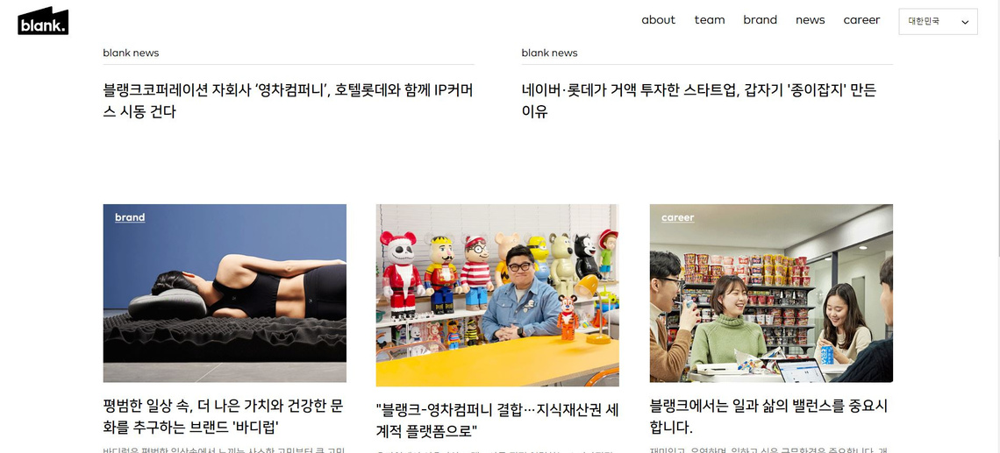 blank.
about
team
brand
news
career
대한민국
blank news
블랭크코퍼레이션 자회사 '영차컴퍼니', 호텔롯데와 함께 IP커머
스 시동 건다
blank news
네이버·롯데가 거액 투자한 스타트업, 갑자기 '종이잡지' 만든
이유
brand
평범한 일상 속, 더 나은 가치와 건강한 문
화를 추구하는 브랜드 '바디럽'
"블랭크-영차컴퍼니 결합…지식재산권 세
계적 플랫폼으로"
career
블랭크에서는 일과 삶의 밸런스를 중요시
합니다.